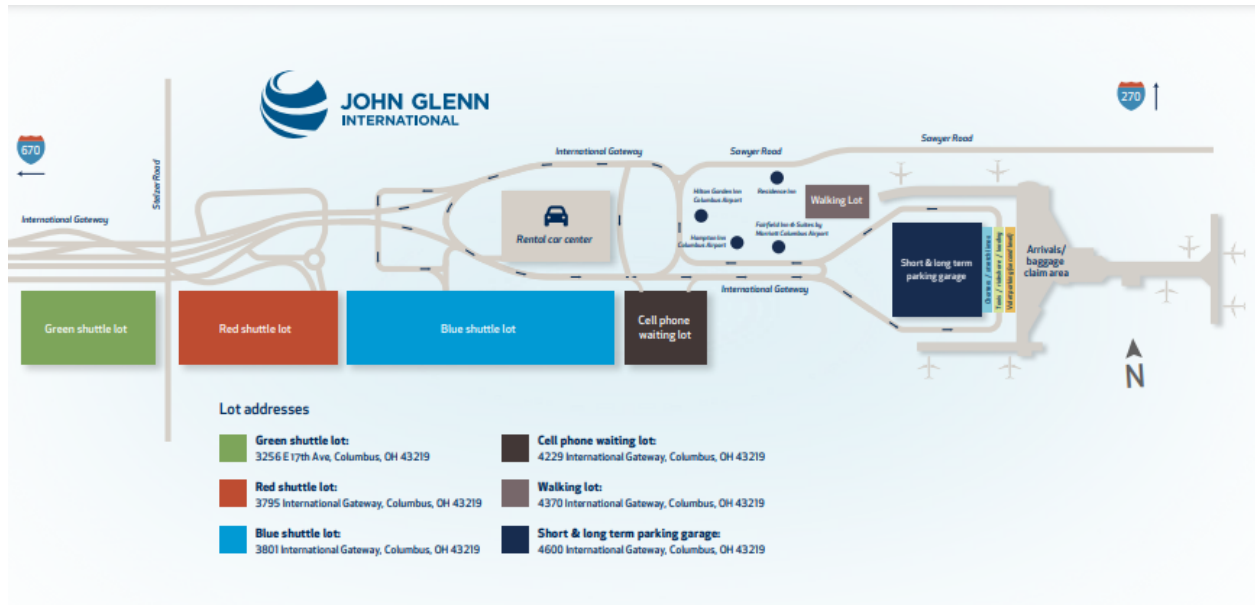 JOHN GLENN
INTERNATIONAL
270
670
Stelzer Road
International Gateway
International Gateway
Sawyer Road
Sawyer Road
Hilton Garden Inn
Columbus Airport
Residence Inn
Walking Lot
Hampton Inn
Columbus Airport
Fairfield Inn & Suites by
Marriott Columbus Airport
Rental car center
Short & long term
parking garage
Taxis / rideshare / loading
Arrivals/
baggage
claim area
International Gateway
Green shuttle lot
Red shuttle lot
Blue shuttle lot
Cell phone
waiting lot
N
Lot addresses
Green shuttle lot:
3256 E 17th Ave, Columbus, OH 43219
Red shuttle lot:
3795 International Gateway, Columbus, OH 43219
Blue shuttle lot:
3801 International Gateway, Columbus, OH 43219
Cell phone waiting lot:
4229 International Gateway, Columbus, OH 43219
Walking lot:
4370 International Gateway, Columbus, OH 43219
Short & long term parking garage:
4600 International Gateway, Columbus, OH 43219